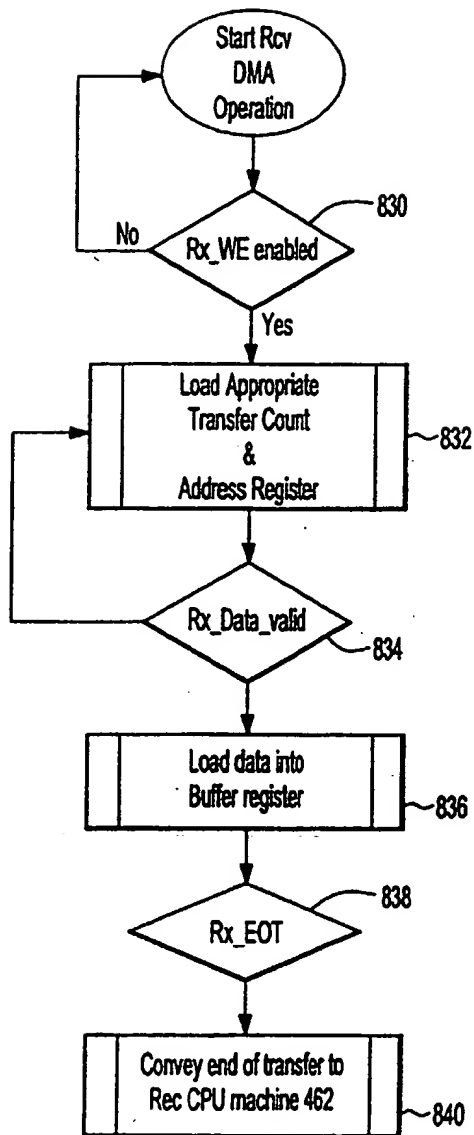 Start Rcv
DMA
Operation
830
No
Rx_WE enabled
Yes
Load Appropriate
Transfer Count
&
Address Register
832
Rx_Data_valid
834
Load data into
Buffer register
836
838
Rx_EOT
Convey end of transfer to
Rec CPU machine 462
840